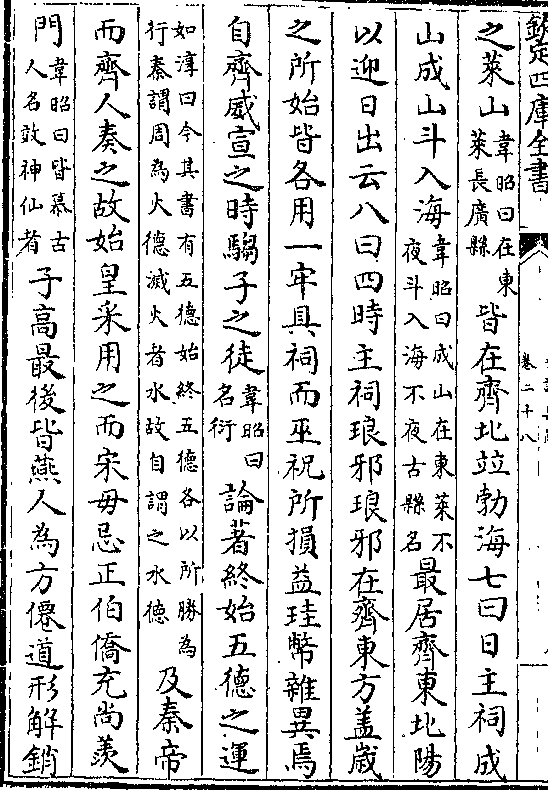 欽定四庫全書
卷二十八
之萊山韋昭曰在東萊長廣縣皆在齊北竝勃海七曰日主祠成
山成山斗入海韋昭曰成山在東萊不夜斗入海不夜古縣名最居齊東北陽
以迎日出云八曰四時主祠琅邪琅邪在齊東方盖嵗
之所始皆各用一牢具祠而巫祝所損益珪幣雜異焉
自齊威宣之時騶子之徒韋昭曰名衍論著終始五德之運
如淳曰今其書有五德始終五德各以所勝為行秦謂周為火德滅火者水故自謂之水德及秦帝
而齊人奏之故始皇采用之而宋毋忌正伯僑充尚羨
門韋昭曰皆慕古人名效神仙者子高最後皆燕人為方僊道形解銷